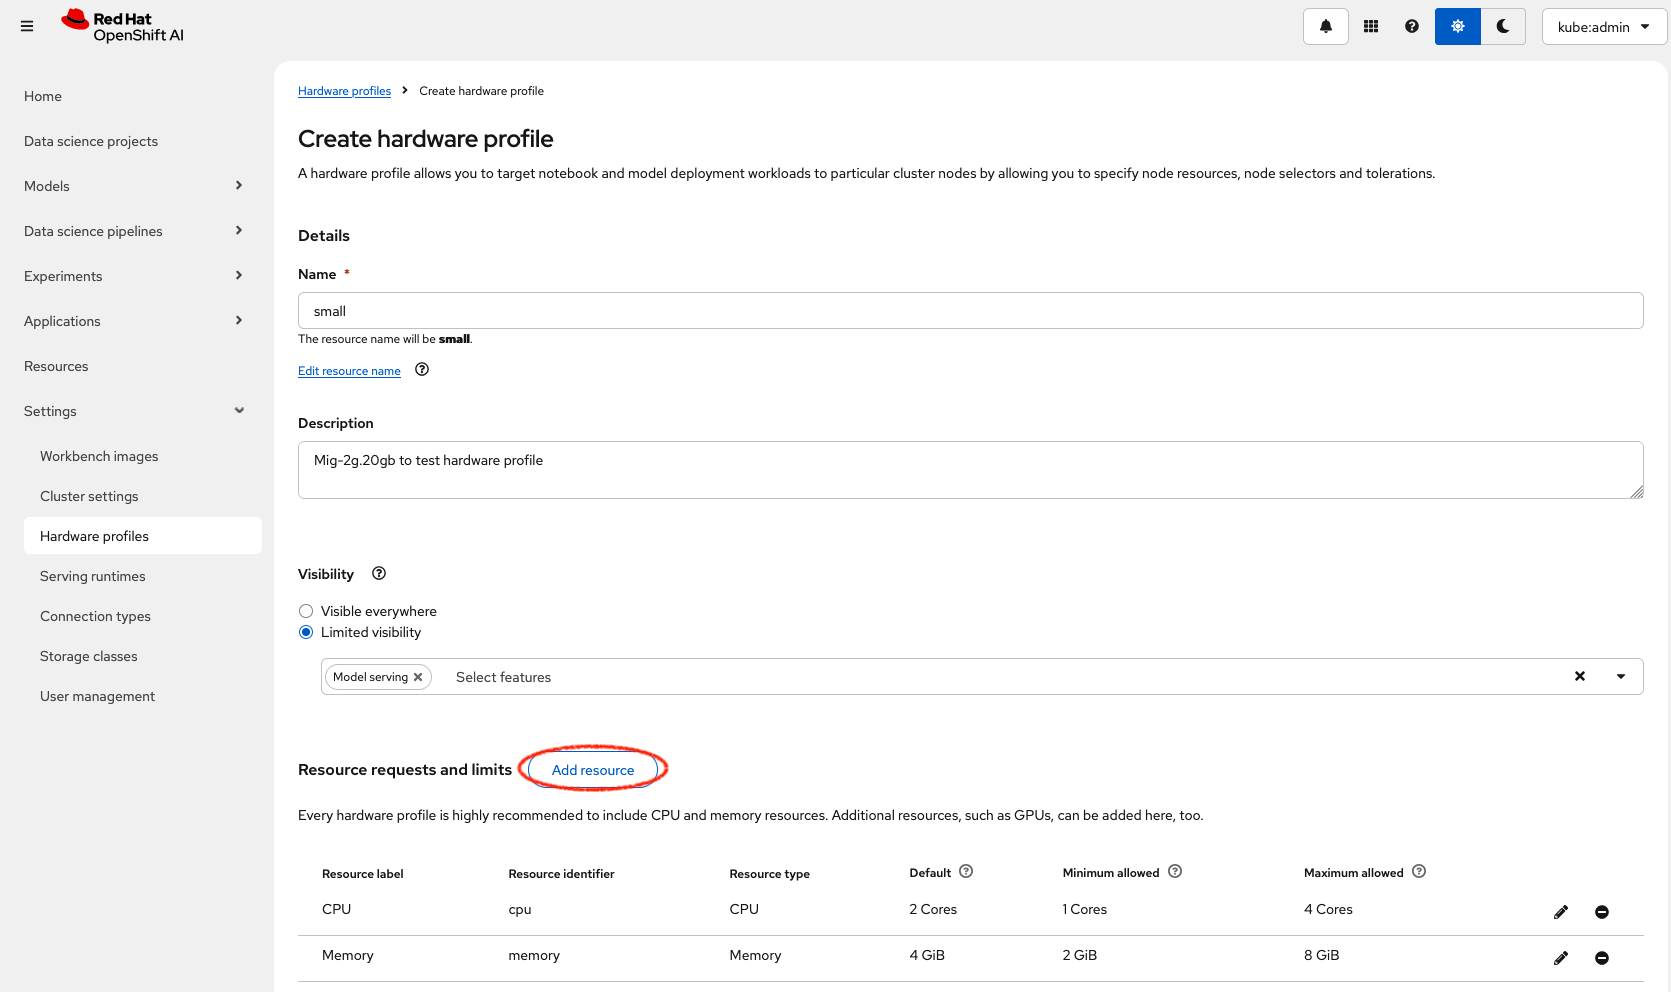 Red Hat
OpenShift AI
kube:admin
Home
Data science projects
Models
Data science pipelines
Experiments
Applications
Resources
Settings
Workbench images
Cluster settings
Hardware profiles
Serving runtimes
Connection types
Storage classes
User management
Hardware profiles > Create hardware profile
Create hardware profile
A hardware profile allows you to target notebook and model deployment workloads to particular cluster nodes by allowing you to specify node resources, node selectors and tolerations.
Details
Name *
small
The resource name will be small.
Edit resource name
Description
Mig-2g.20gb to test hardware profile
Visibility
Visible everywhere
Limited visibility
Model serving Select features
Resource requests and limits Add resource
Every hardware profile is highly recommended to include CPU and memory resources. Additional resources, such as GPUs, can be added here, too.
Resource label Resource identifier Resource type Default Minimum allowed Maximum allowed
CPU cpu CPU 2 Cores 1 Cores 4 Cores
Memory memory Memory 4 GiB 2 GiB 8 GiB